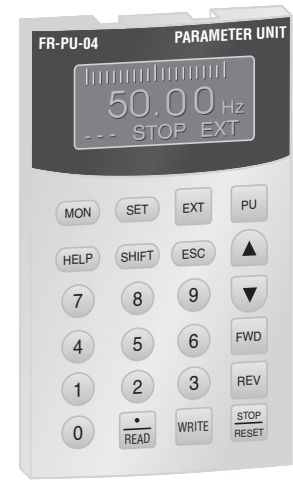 FR-PU-04 PARAMETER UNIT
50.00 Hz
--- STOP EXT
MON SET EXT PU
HELP SHIFT ESC ▲
7 8 9 ▼
4 5 6 FWD
1 2 3 REV
0 • READ WRITE STOP RESET